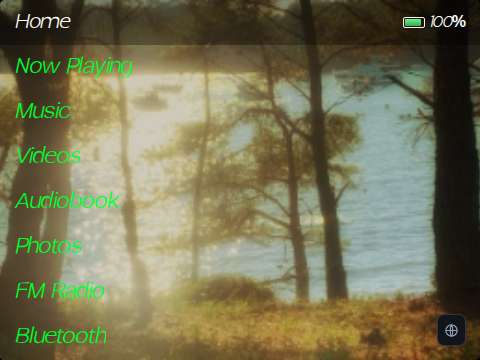 Home
100%
Now Playing
Music
Videos
Audiobook
Photos
FM Radio
Bluetooth